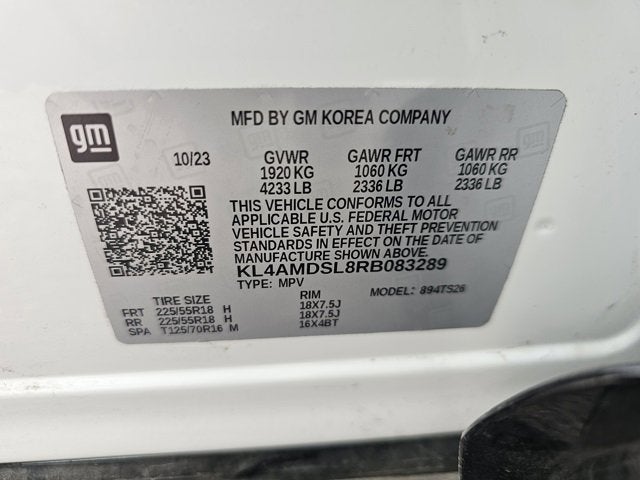 gm
MFD BY GM KOREA COMPANY
10/23 GVWR GAWR FRT GAWR RR
1920 KG 1060 KG 1060 KG
4233 LB 2336 LB 2336 LB
THIS VEHICLE CONFORMS TO ALL
APPLICABLE U.S. FEDERAL MOTOR
VEHICLE SAFETY AND THEFT PREVENTION
STANDARDS IN EFFECT ON THE DATE OF
MANUFACTURE SHOWN ABOVE.
KL4AMDSL8RB083289
TYPE: MPV MODEL: 894TS26
TIRE SIZE RIM
FRT 225/55R18 H 18X7.5J
RR 225/55R18 H 18X7.5J
SPA T125/70R16 M 16X4BT